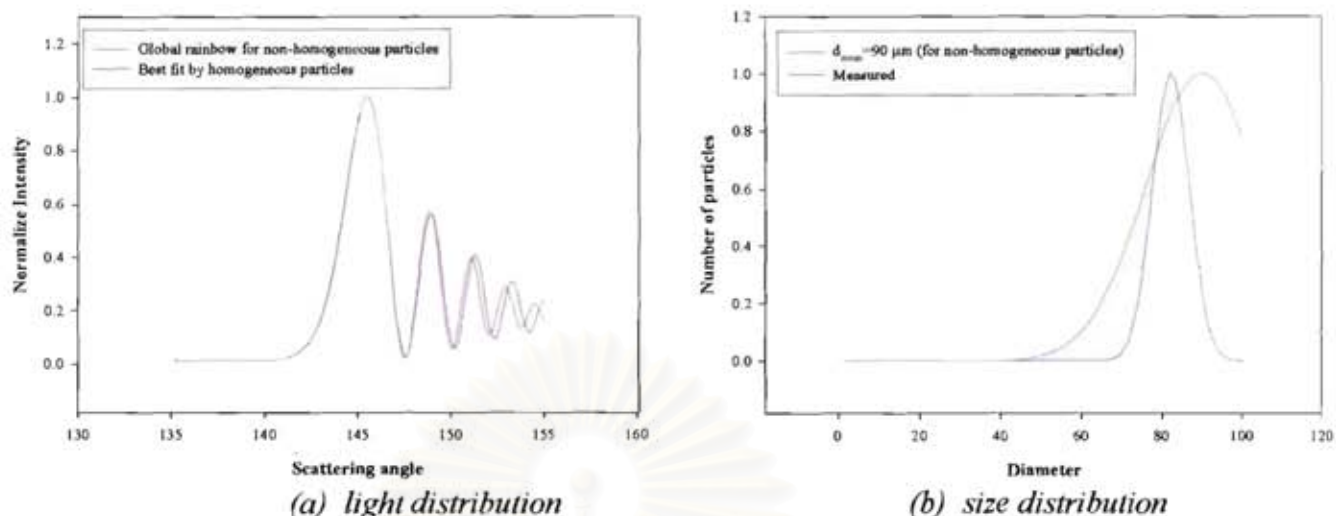 Global rainbow for non-homogeneous particles
Best fit by homogeneous particles
1.2
1.0
0.8
0.6
0.4
0.2
0.0
Normalize Intensity
130
135
140
145
150
155
160
Scattering angle
(a) light distribution
d mean=90 μm (for non-homogeneous particles)
Measured
1.2
1.0
0.8
0.6
0.4
0.2
0.0
Number of particles
0
20
40
60
80
100
120
Diameter
(b) size distribution